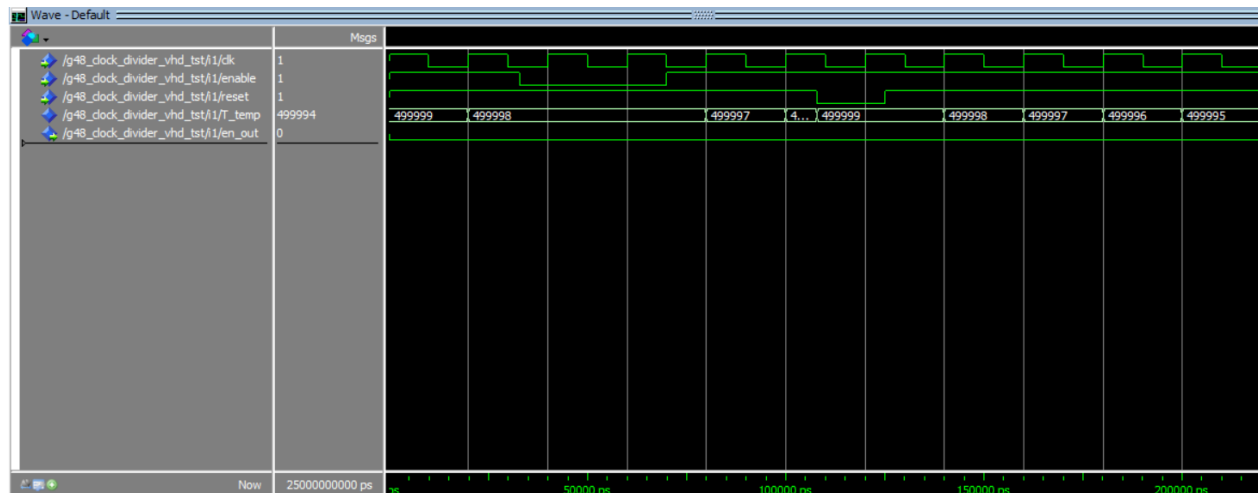 Wave - Default
Msgs
/g48_clock_divider_vhd_tst/i1/clk 1
/g48_clock_divider_vhd_tst/i1/enable 1
/g48_clock_divider_vhd_tst/i1/reset 1
/g48_clock_divider_vhd_tst/i1/T_temp 499994 499999 499998 499997 4... 499999 499998 499997 499996 499995
/g48_clock_divider_vhd_tst/i1/en_out 0
Now 25000000000 ps ps 50000 ps 100000 ps 150000 ps 200000 ps